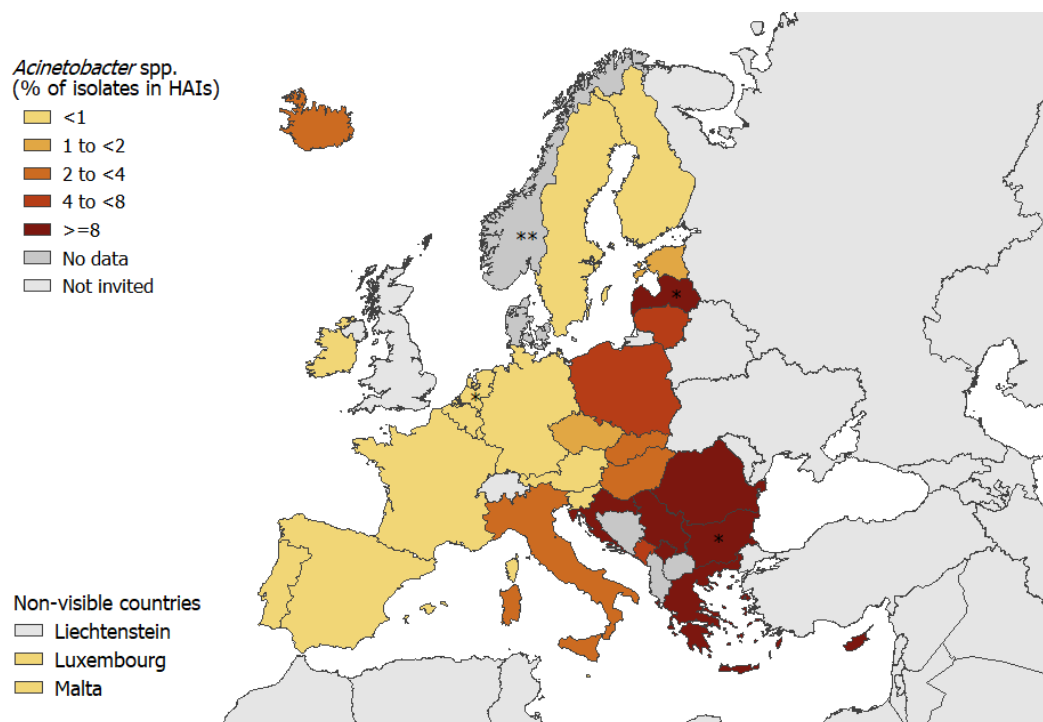 Acinetobacter spp.
(% of isolates in HAIs)
<1
1 to <2
2 to <4
4 to <8
>=8
No data
Not invited
**
*
*
*
Non-visible countries
Liechtenstein
Luxembourg
Malta